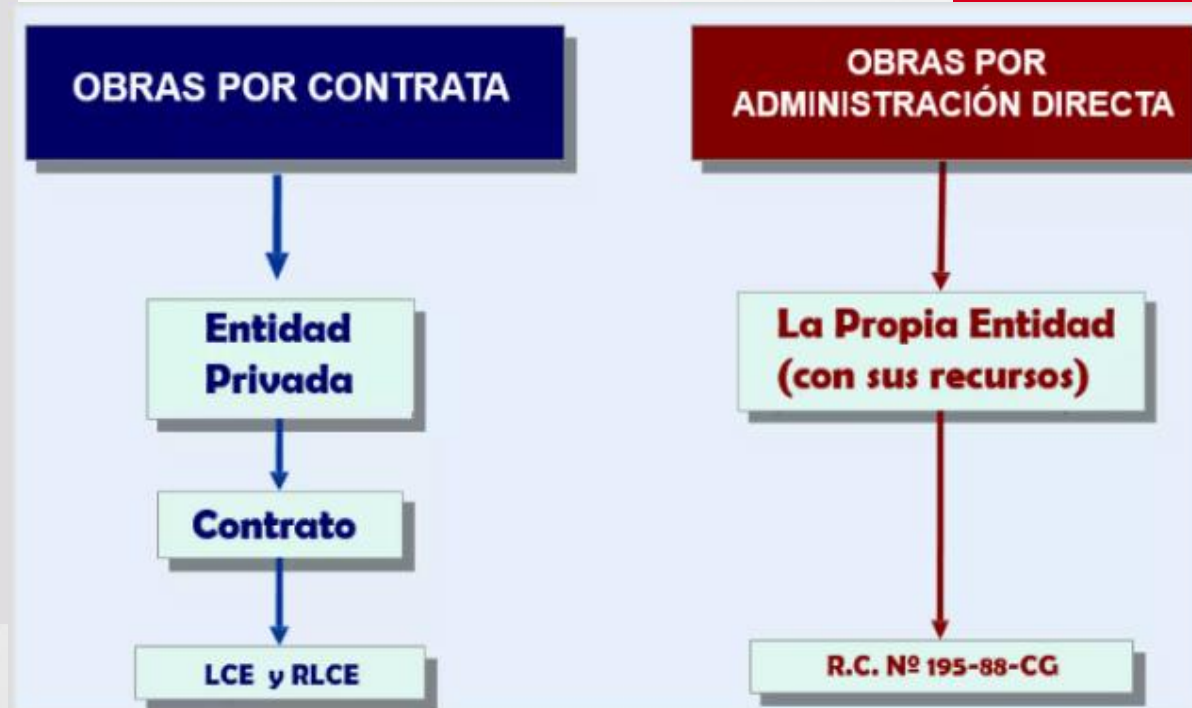 OBRAS POR CONTRATA
Entidad
Privada
Contrato
LCE y RLCE
OBRAS POR
ADMINISTRACIÓN DIRECTA
La Propia Entidad
(con sus recursos)
R.C. Nº 195-88-CG